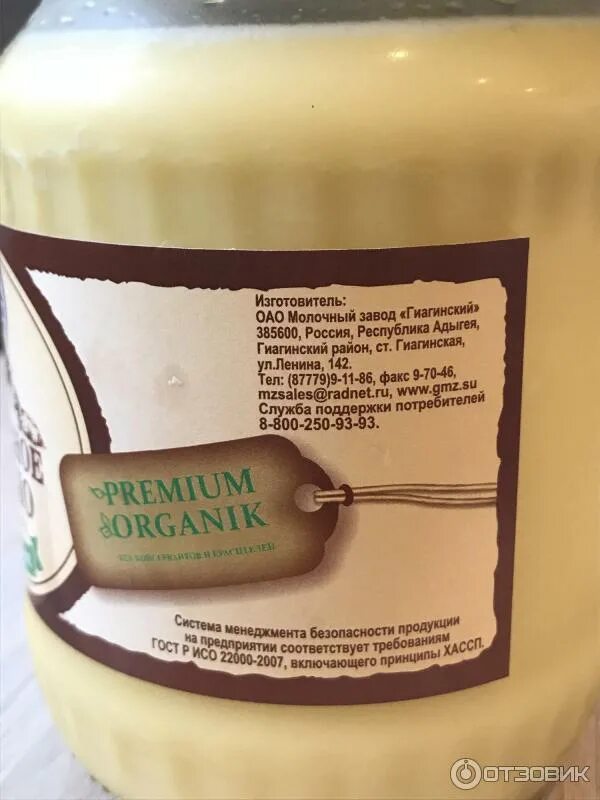 Изготовитель:
ОАО Молочный завод «Гиагинский»
385600, Россия, Республика Адыгея,
Гиагинский район, ст. Гиагинская,
ул.Ленина, 142.
Тел: (87779)9-11-86, факс 9-70-46,
mzsales@radnet.ru, www.gmz.su
Служба поддержки потребителей
8-800-250-93-93.
PREMIUM
ORGANIK
БЕЗ КОНСЕРВАНТОВ И КРАСИТЕЛЕЙ
Система менеджмента безопасности продукции
на предприятии соответствует требованиям
ГОСТ Р ИСО 22000-2007, включающего принципы ХАССП.
ОТЗОВИК